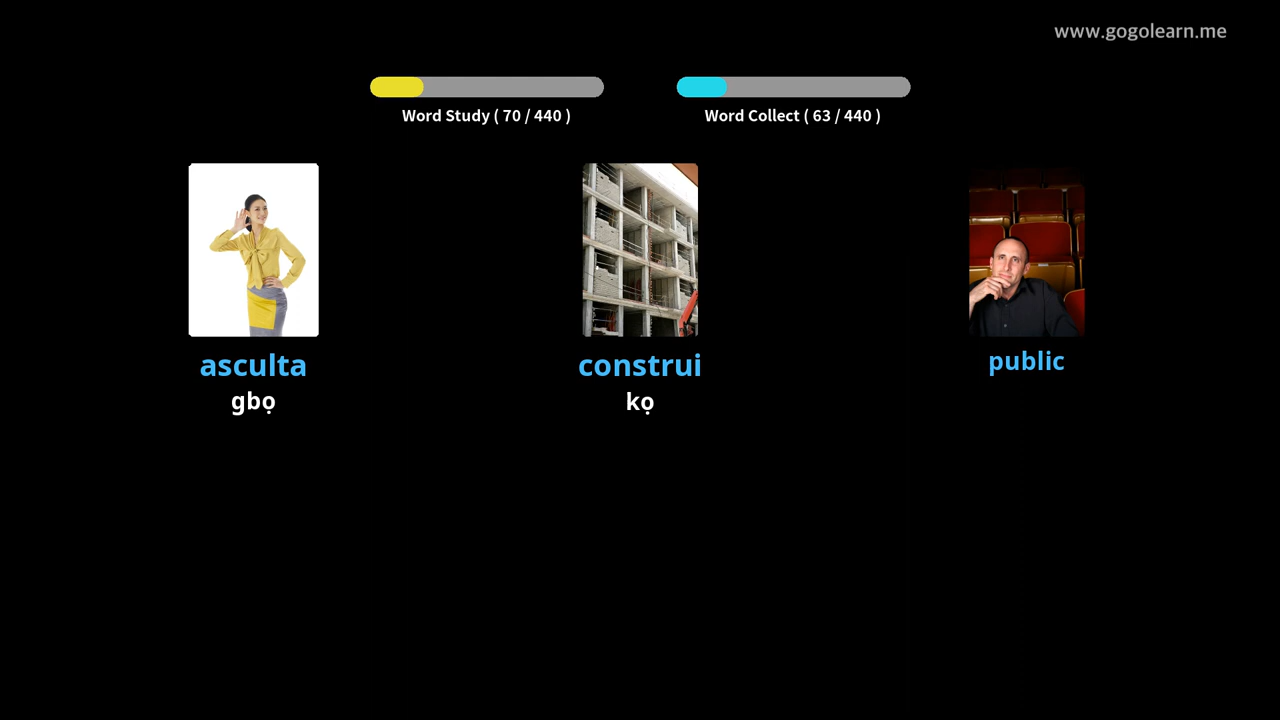 www.gogolearn.me
Word Study ( 70 / 440 )
Word Collect ( 63 / 440 )
asculta
gbọ
construi
kọ
public